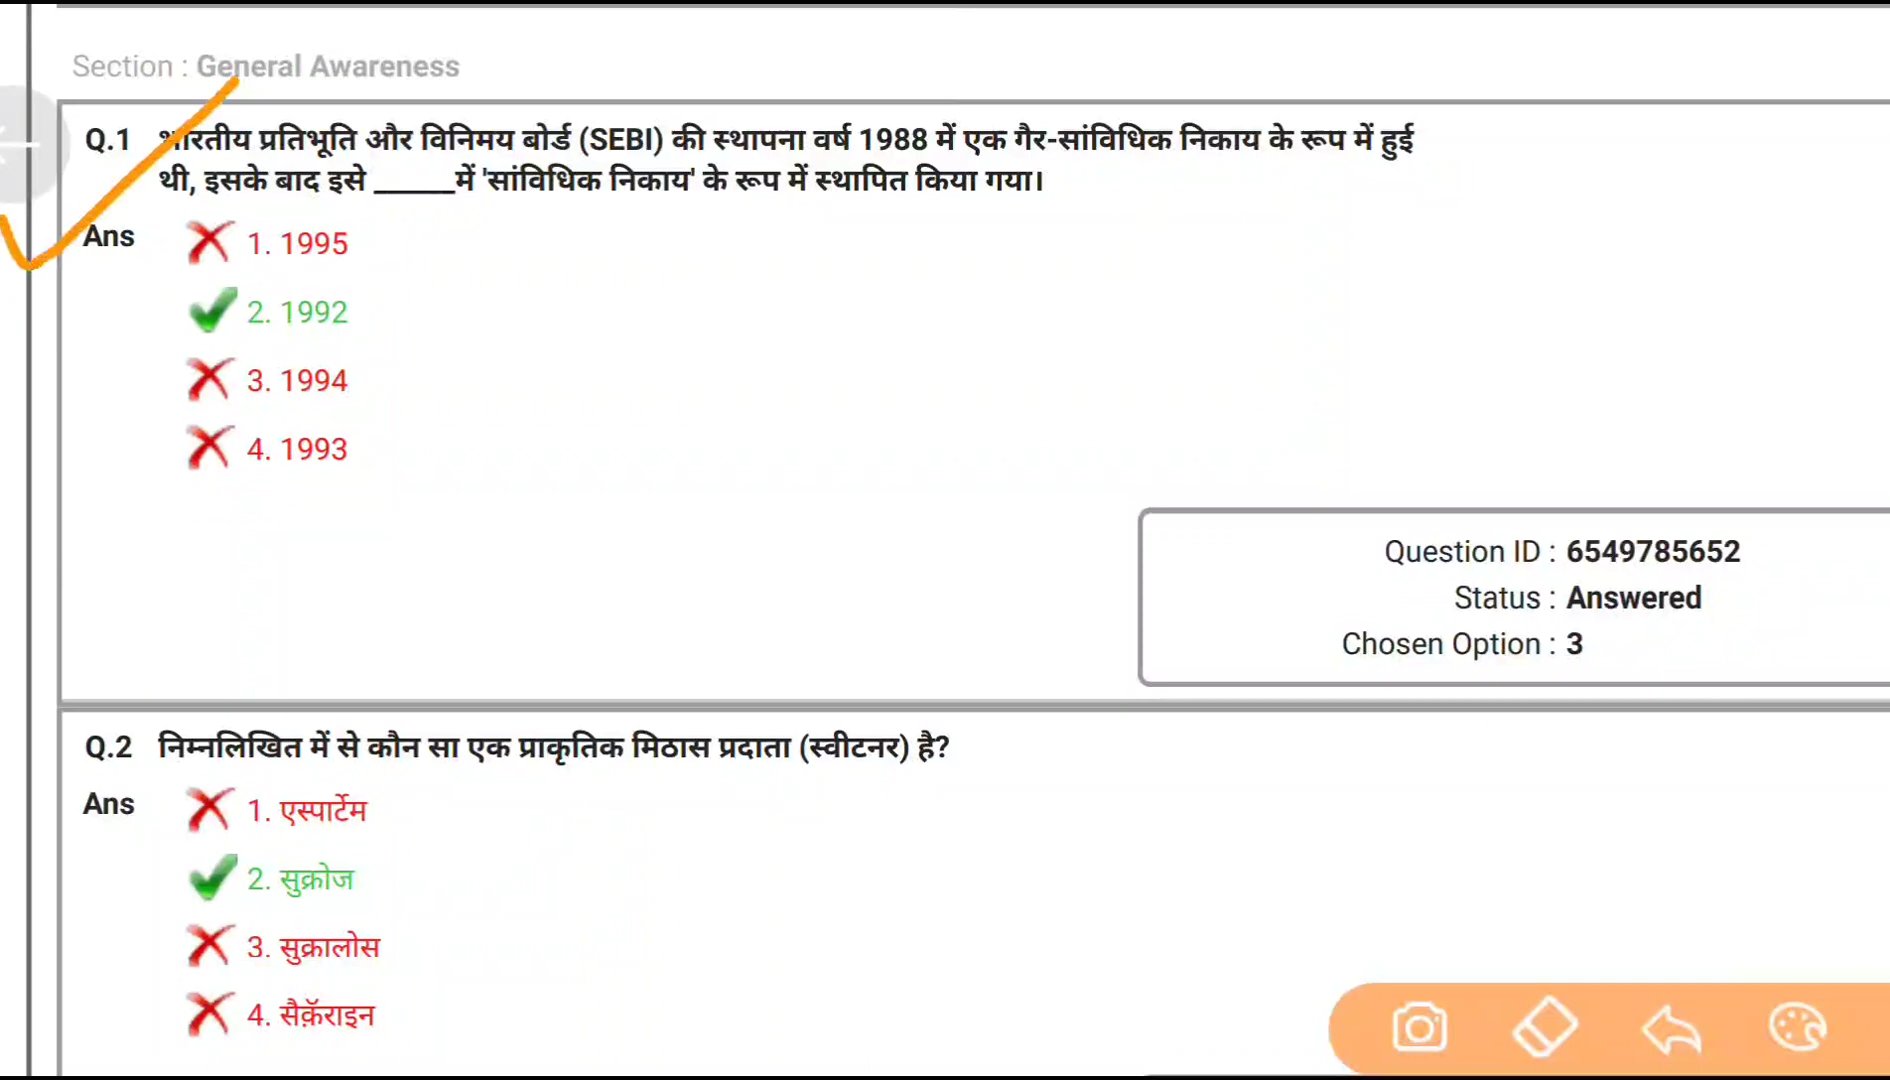 Section : General Awareness
Q.1 भारतीय प्रतिभूति और विनिमय बोर्ड (SEBI) की स्थापना वर्ष 1988 में एक गैर-सांविधिक निकाय के रूप में हुई
थी, इसके बाद इसे ______में 'सांविधिक निकाय' के रूप में स्थापित किया गया।
Ans 1. 1995
2. 1992
3. 1994
4. 1993
Question ID : 6549785652
Status : Answered
Chosen Option : 3
Q.2 निम्नलिखित में से कौन सा एक प्राकृतिक मिठास प्रदाता (स्वीटनर) है?
Ans 1. एस्पार्टेम
2. सुक्रोज
3. सुक्रालोस
4. सैक़ॅराइन